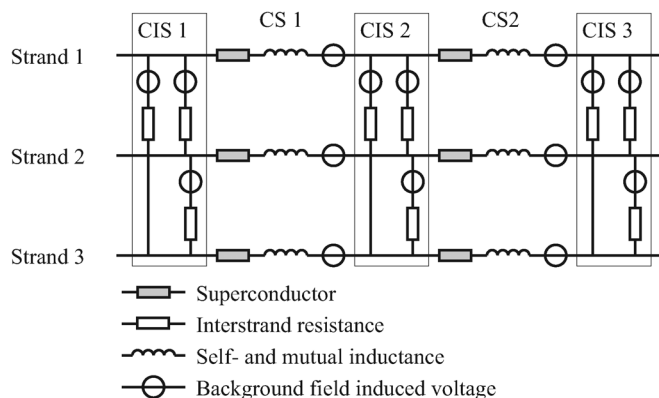 CIS 1
CS 1
CIS 2
CS2
CIS 3
Strand 1
Strand 2
Strand 3
Superconductor
Interstrand resistance
Self- and mutual inductance
Background field induced voltage